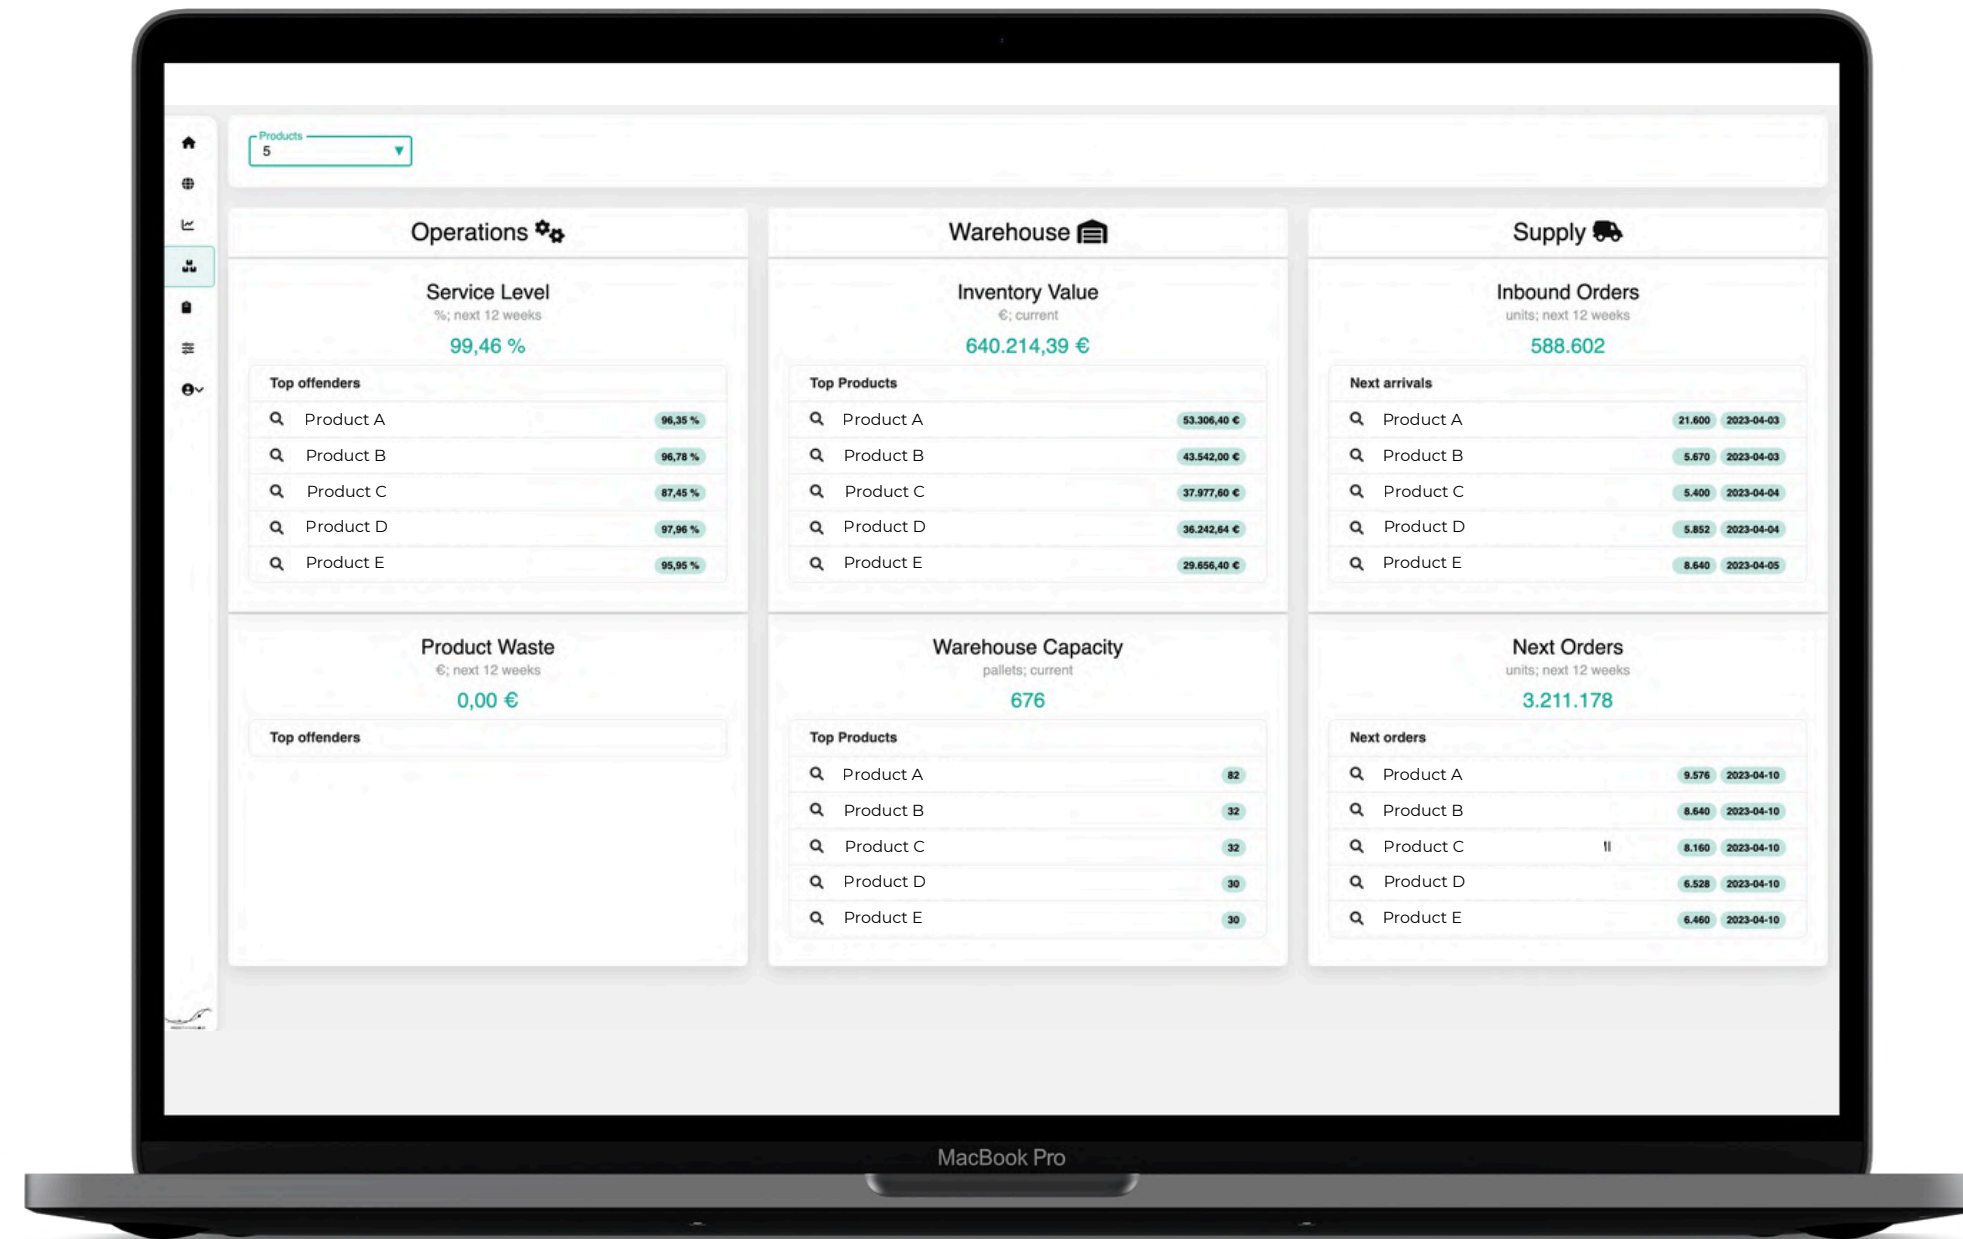 Products
5
Operations
Service Level
%; next 12 weeks
99,46 %
Top offenders
Product A 96,35 %
Product B 96,78 %
Product C 87,45 %
Product D 97,96 %
Product E 95,95 %
Product Waste
€; next 12 weeks
0,00 €
Top offenders
Warehouse
Inventory Value
€; current
640.214,39 €
Top Products
Product A 53.306,40 €
Product B 43.542,00 €
Product C 37.977,60 €
Product D 36.242,64 €
Product E 29.656,40 €
Warehouse Capacity
pallets; current
676
Top Products
Product A 82
Product B 32
Product C 32
Product D 30
Product E 30
Supply
Inbound Orders
units; next 12 weeks
588.602
Next arrivals
Product A 21.600 2023-04-03
Product B 5.670 2023-04-03
Product C 5.400 2023-04-04
Product D 5.852 2023-04-04
Product E 8.640 2023-04-05
Next Orders
units; next 12 weeks
3.211.178
Next orders
Product A 9.576 2023-04-10
Product B 8.640 2023-04-10
Product C 8.160 2023-04-10
Product D 6.528 2023-04-10
Product E 6.460 2023-04-10
MacBook Pro